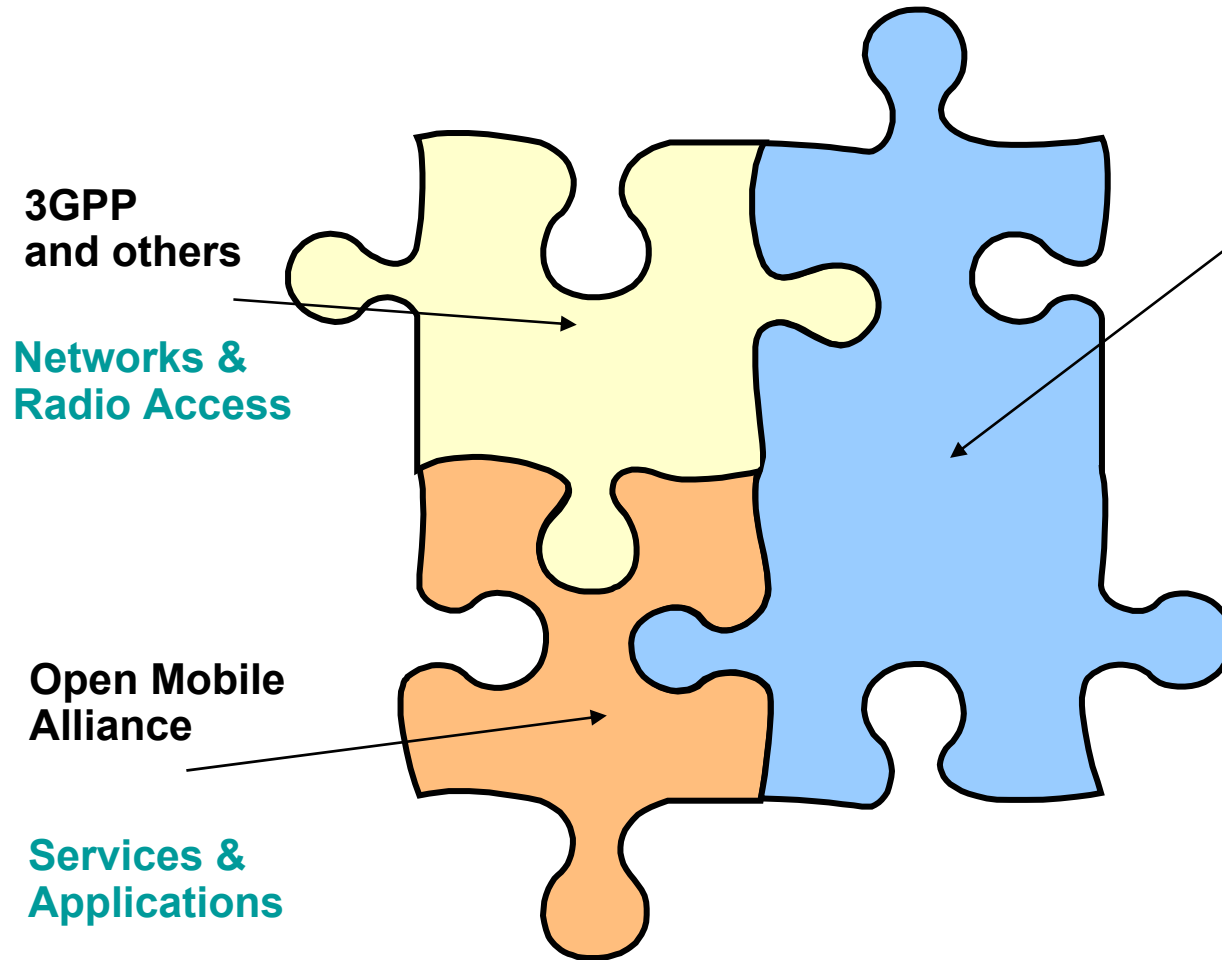 3GPP
and others
Networks &
Radio Access
Open Mobile
Alliance
Services &
Applications